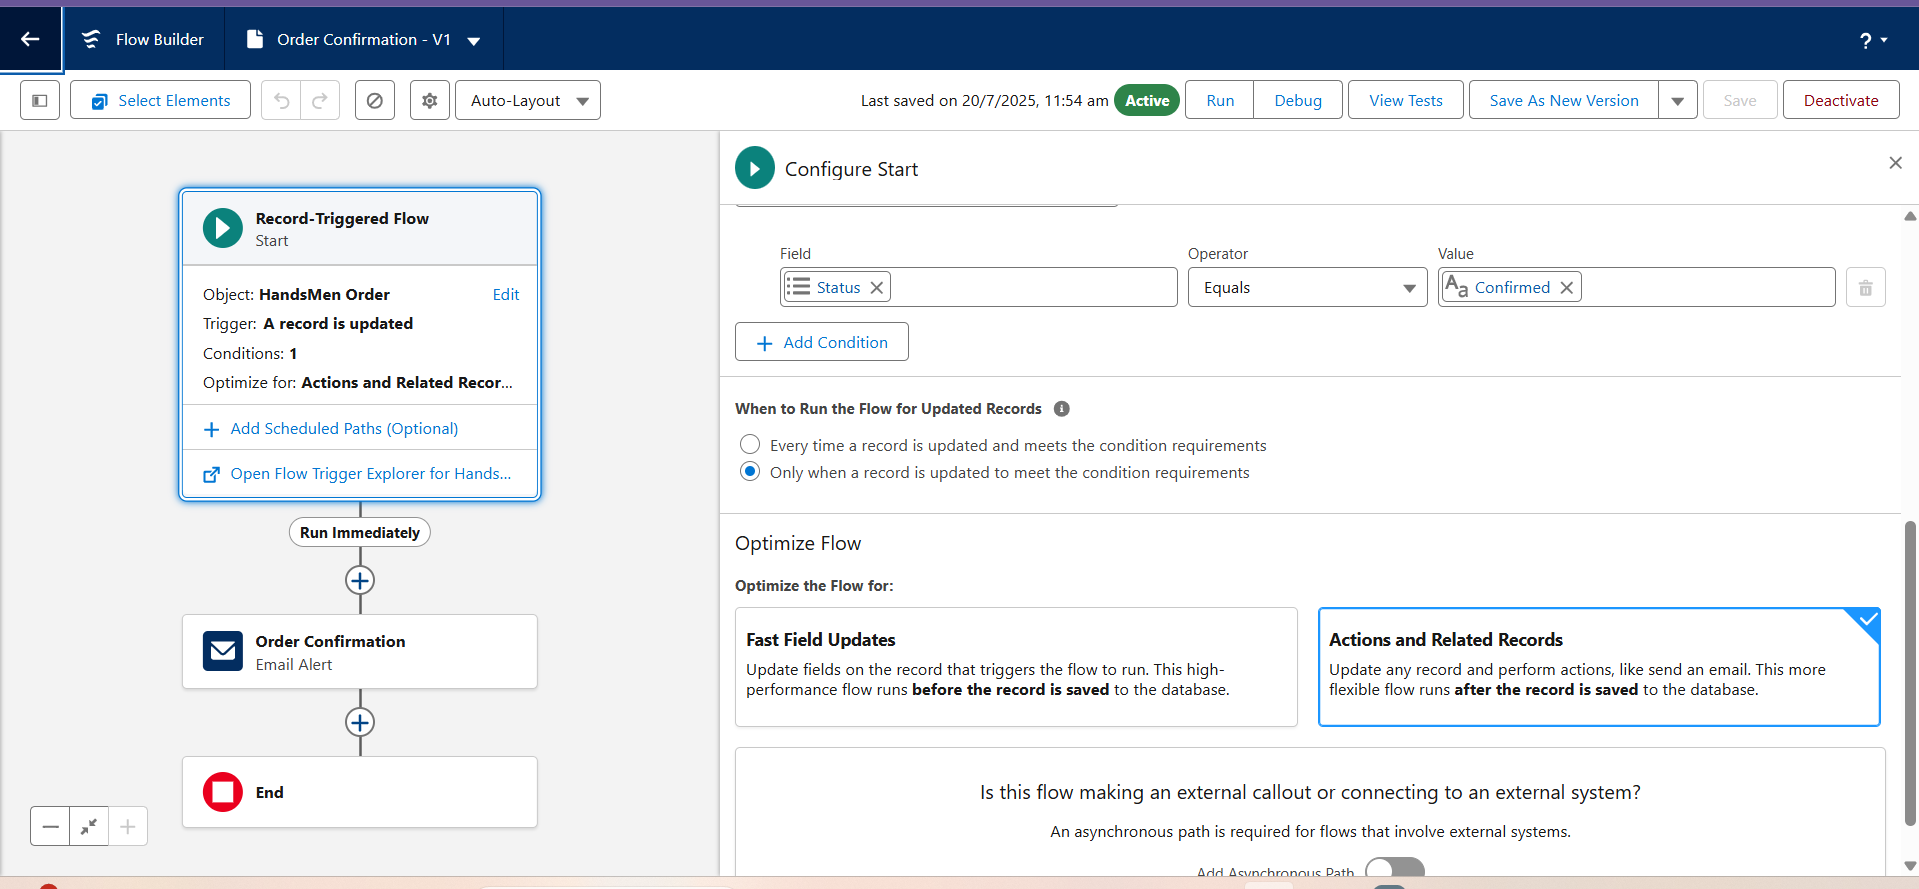 Flow Builder
Order Confirmation - V1
?
Select Elements
Auto-Layout
Last saved on 20/7/2025, 11:54 am
Active
Run
Debug
View Tests
Save As New Version
Save
Deactivate
Record-Triggered Flow
Start
Object: HandsMen Order
Edit
Trigger: A record is updated
Conditions: 1
Optimize for: Actions and Related Recor...
Add Scheduled Paths (Optional)
Open Flow Trigger Explorer for Hands...
Run Immediately
Order Confirmation
Email Alert
End
Configure Start
Field
Operator
Value
Status
Equals
Aa Confirmed
Add Condition
When to Run the Flow for Updated Records
Every time a record is updated and meets the condition requirements
Only when a record is updated to meet the condition requirements
Optimize Flow
Optimize the Flow for:
Fast Field Updates
Update fields on the record that triggers the flow to run. This high-
performance flow runs before the record is saved to the database.
Actions and Related Records
Update any record and perform actions, like send an email. This more
flexible flow runs after the record is saved to the database.
Is this flow making an external callout or connecting to an external system?
An asynchronous path is required for flows that involve external systems.
Add Asynchronous Path